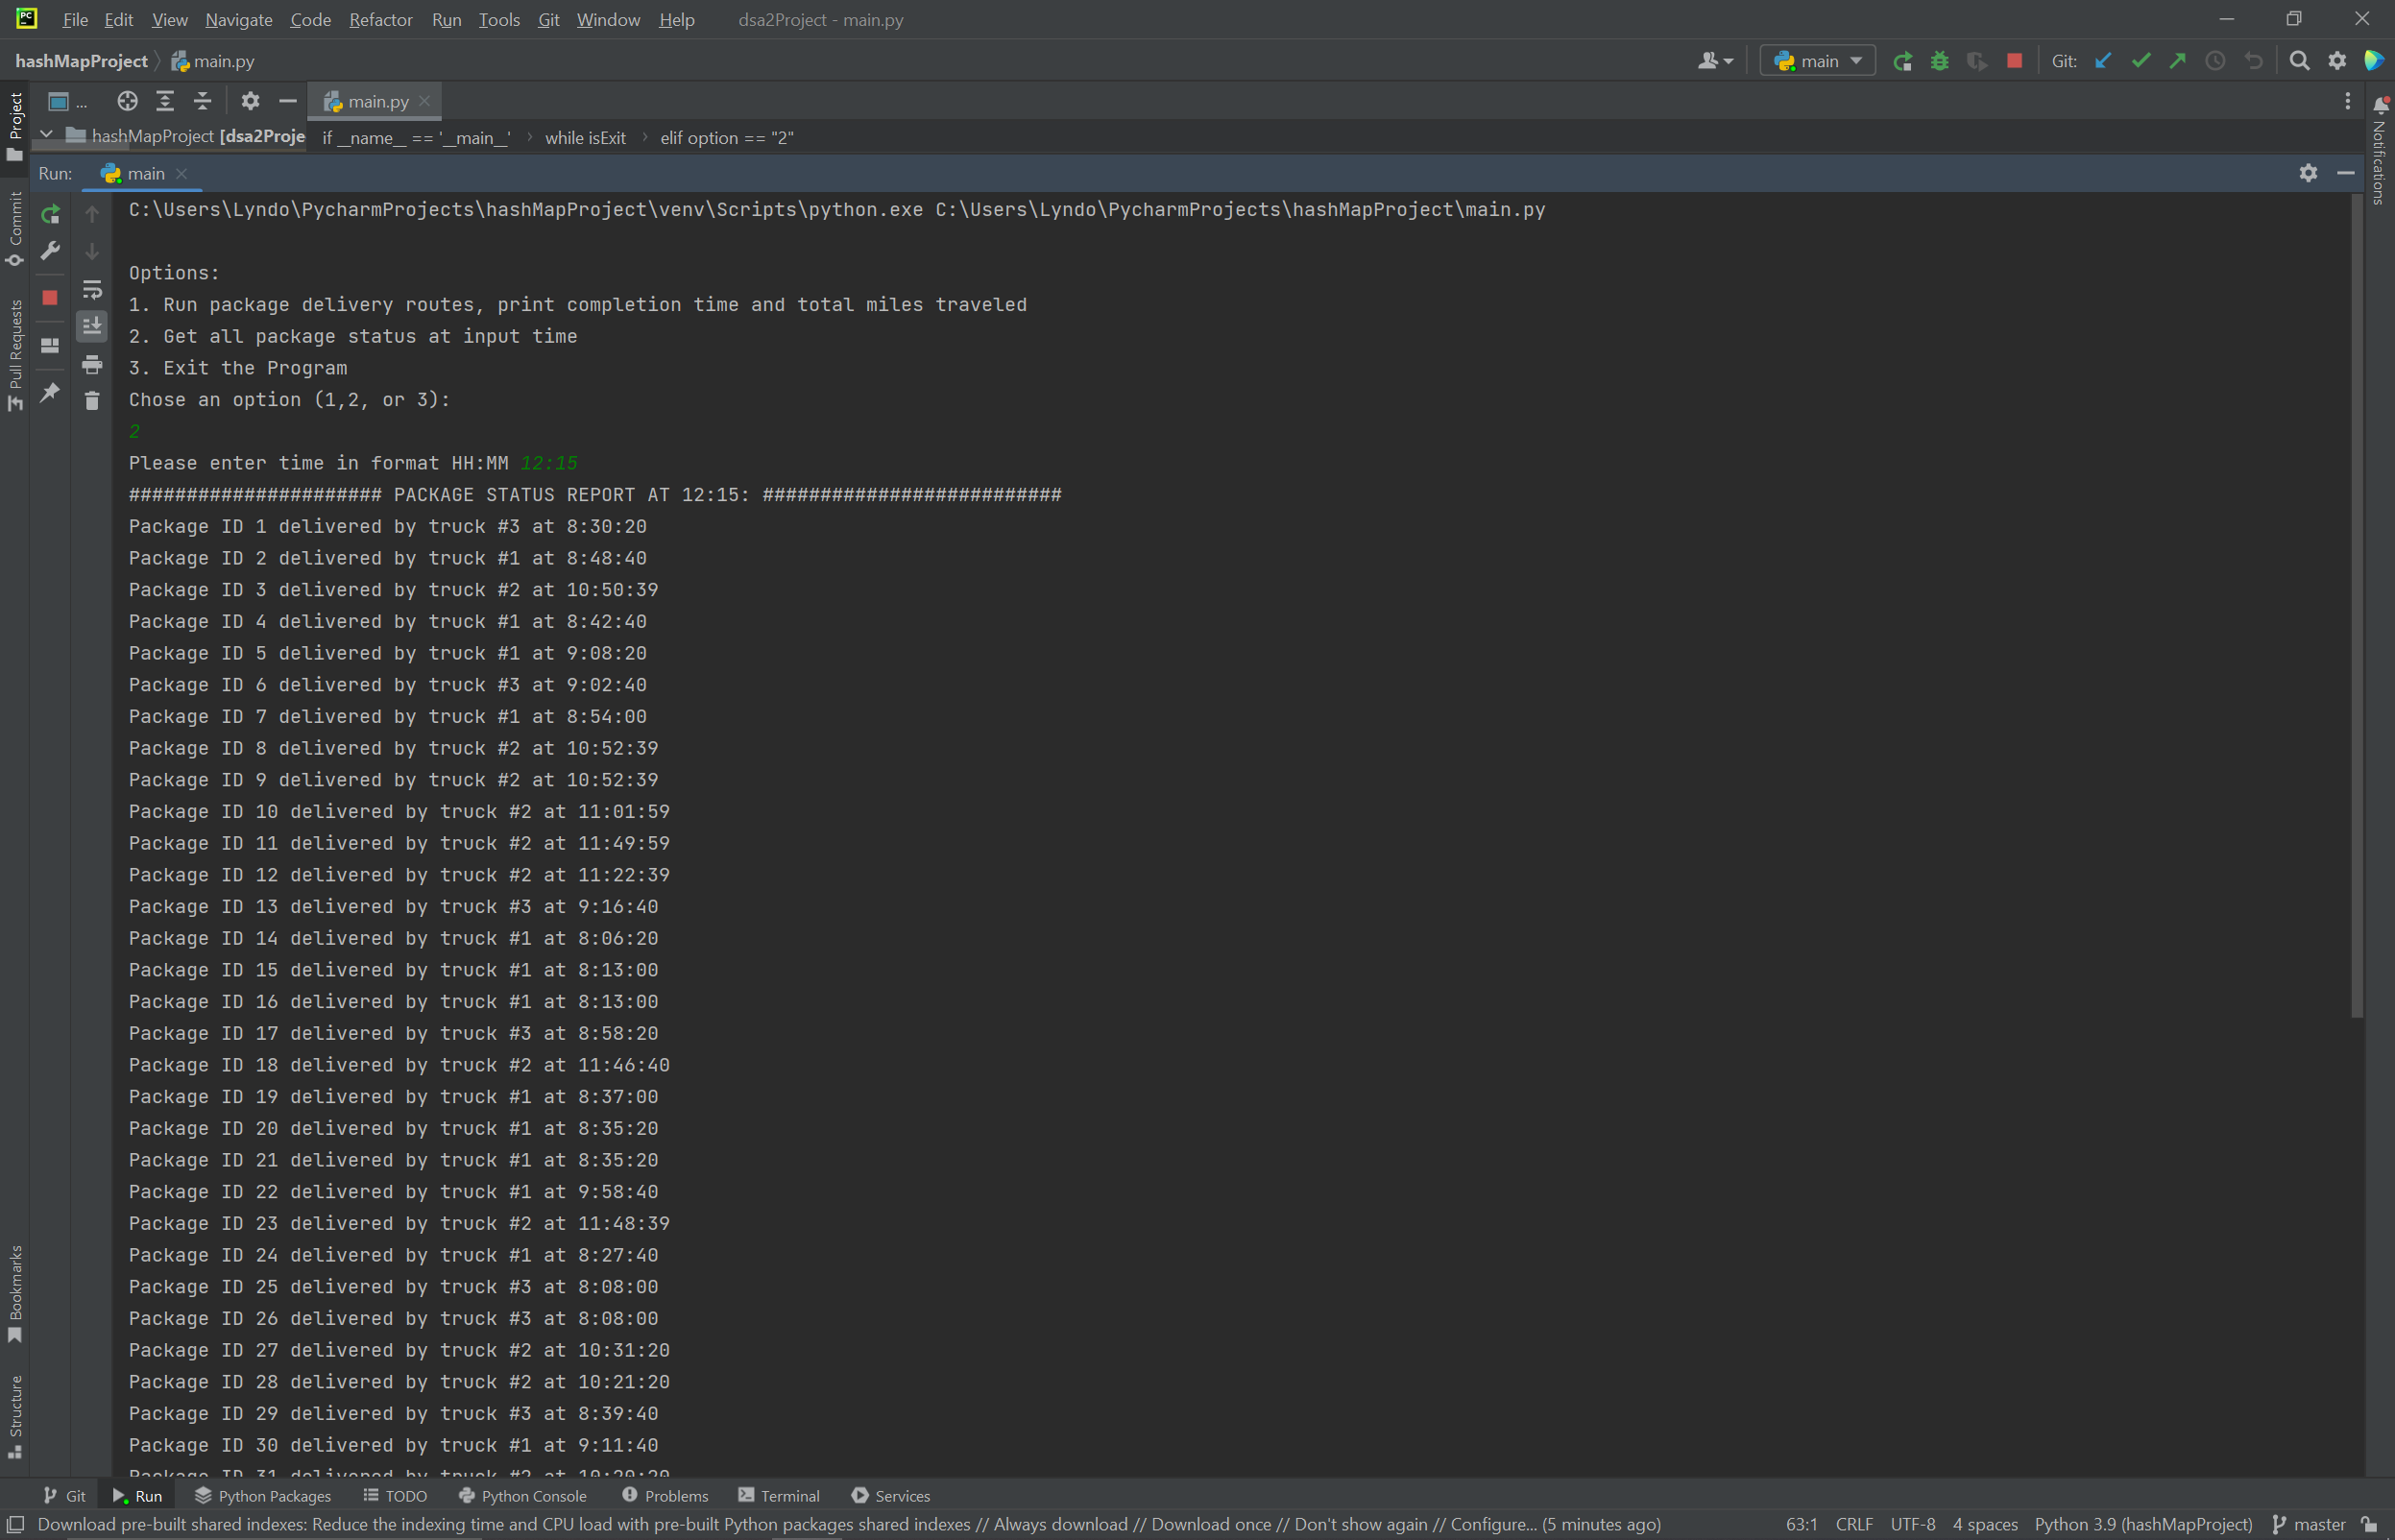 PC File Edit View Navigate Code Refactor Run Tools Git Window Help dsa2Project - main.py
hashMapProject main.py main Git:
... main.py
hashMapProject [dsa2Proje if __name__ == '__main__' while isExit elif option == "2"
Run: main
Project
Commit
Pull Requests
Bookmarks
Structure
Notifications
C:\Users\Lyndo\PycharmProjects\hashMapProject\venv\Scripts\python.exe C:\Users\Lyndo\PycharmProjects\hashMapProject\main.py
Options:
1. Run package delivery routes, print completion time and total miles traveled
2. Get all package status at input time
3. Exit the Program
Chose an option (1,2, or 3):
2
Please enter time in format HH:MM 12:15
###################### PACKAGE STATUS REPORT AT 12:15: ##########################
Package ID 1 delivered by truck #3 at 8:30:20
Package ID 2 delivered by truck #1 at 8:48:40
Package ID 3 delivered by truck #2 at 10:50:39
Package ID 4 delivered by truck #1 at 8:42:40
Package ID 5 delivered by truck #1 at 9:08:20
Package ID 6 delivered by truck #3 at 9:02:40
Package ID 7 delivered by truck #1 at 8:54:00
Package ID 8 delivered by truck #2 at 10:52:39
Package ID 9 delivered by truck #2 at 10:52:39
Package ID 10 delivered by truck #2 at 11:01:59
Package ID 11 delivered by truck #2 at 11:49:59
Package ID 12 delivered by truck #2 at 11:22:39
Package ID 13 delivered by truck #3 at 9:16:40
Package ID 14 delivered by truck #1 at 8:06:20
Package ID 15 delivered by truck #1 at 8:13:00
Package ID 16 delivered by truck #1 at 8:13:00
Package ID 17 delivered by truck #3 at 8:58:20
Package ID 18 delivered by truck #2 at 11:46:40
Package ID 19 delivered by truck #1 at 8:37:00
Package ID 20 delivered by truck #1 at 8:35:20
Package ID 21 delivered by truck #1 at 8:35:20
Package ID 22 delivered by truck #1 at 9:58:40
Package ID 23 delivered by truck #2 at 11:48:39
Package ID 24 delivered by truck #1 at 8:27:40
Package ID 25 delivered by truck #3 at 8:08:00
Package ID 26 delivered by truck #3 at 8:08:00
Package ID 27 delivered by truck #2 at 10:31:20
Package ID 28 delivered by truck #2 at 10:21:20
Package ID 29 delivered by truck #3 at 8:39:40
Package ID 30 delivered by truck #1 at 9:11:40
Package ID 31 delivered by truck #2 at 10:20:20
Git Run Python Packages TODO Python Console Problems Terminal Services
Download pre-built shared indexes: Reduce the indexing time and CPU load with pre-built Python packages shared indexes // Always download // Download once // Don't show again // Configure... (5 minutes ago) 63:1 CRLF UTF-8 4 spaces Python 3.9 (hashMapProject) master